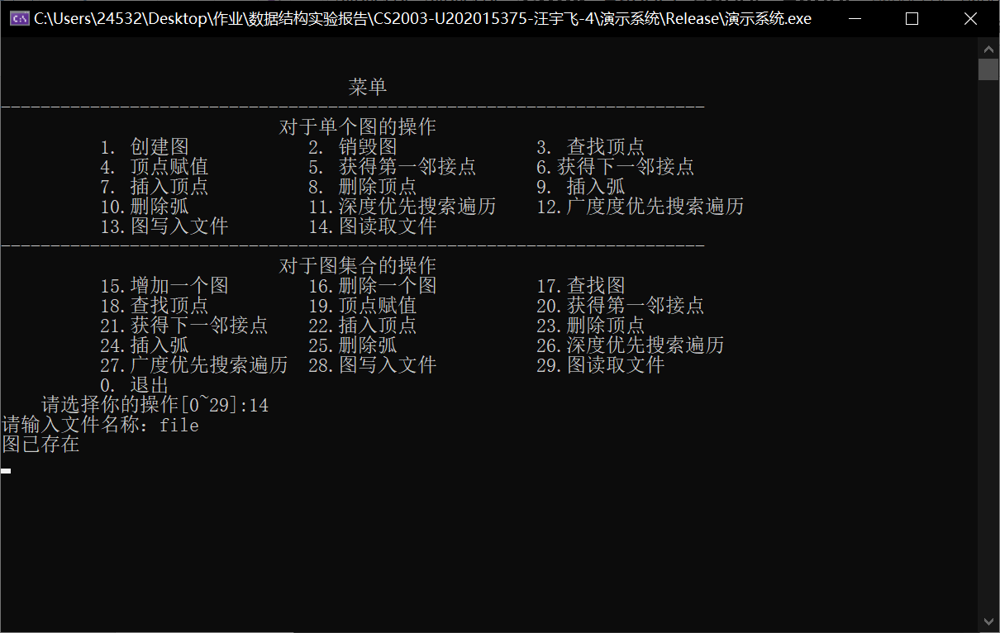 C:\Users\24532\Desktop\作业\数据结构实验报告\CS2003-U202015375-汪宇飞-4\演示系统\Release\演示系统.exe
菜单
-----------------------------------------------------------------------
对于单个图的操作
1. 创建图 2. 销毁图 3. 查找顶点
4. 顶点赋值 5. 获得第一邻接点 6.获得下一邻接点
7. 插入顶点 8. 删除顶点 9. 插入弧
10.删除弧 11.深度优先搜索遍历 12.广度度优先搜索遍历
13.图写入文件 14.图读取文件
-----------------------------------------------------------------------
对于图集合的操作
15.增加一个图 16.删除一个图 17.查找图
18.查找顶点 19.顶点赋值 20.获得第一邻接点
21.获得下一邻接点 22.插入顶点 23.删除顶点
24.插入弧 25.删除弧 26.深度优先搜索遍历
27.广度优先搜索遍历 28.图写入文件 29.图读取文件
0. 退出
请选择你的操作[0~29]:14
请输入文件名称：file
图已存在